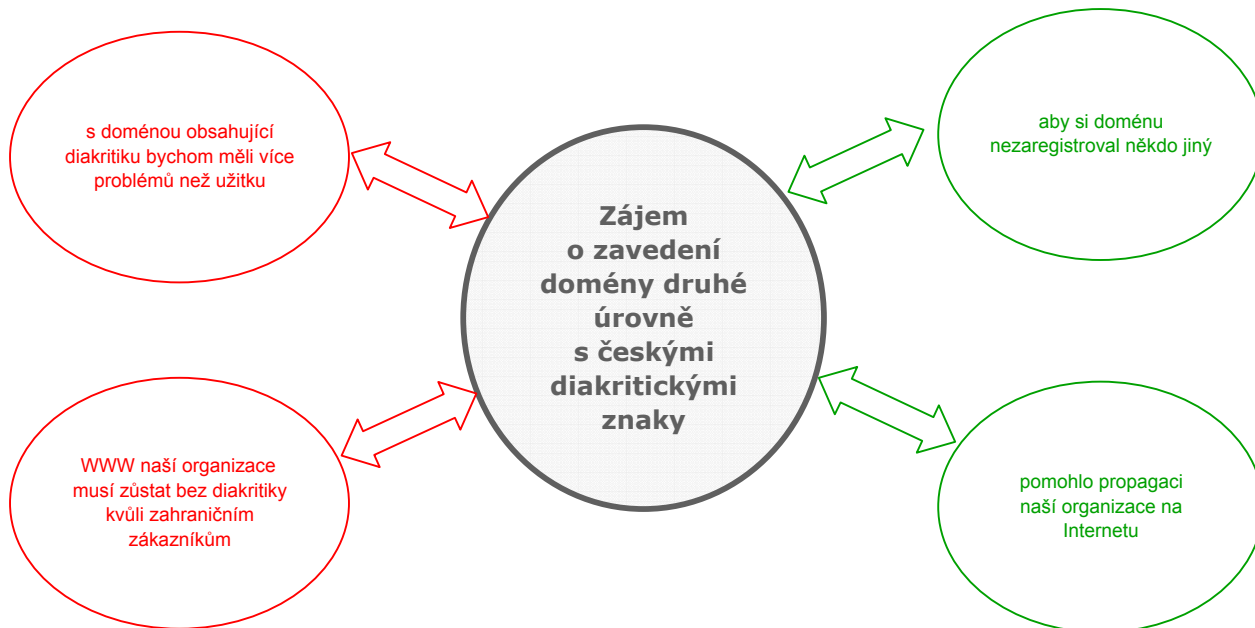 s doménou obsahující
diakritiku bychom měli více
problémů než užitku
aby si doménu
nezaregistroval někdo jiný
Zájem
o zavedení
domény druhé
úrovně
s českými
diakritickými
znaky
WWW naší organizace
musí zůstat bez diakritiky
kvůli zahraničním
zákazníkům
pomohlo propagaci
naší organizace na
Internetu